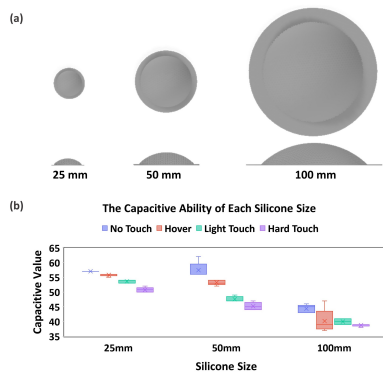 (a)
25 mm 50 mm 100 mm
(b)
The Capacitive Ability of Each Silicone Size
No Touch Hover Light Touch Hard Touch
Capacitive Value
65
60
55
50
45
40
35
25mm 50mm 100mm
Silicone Size